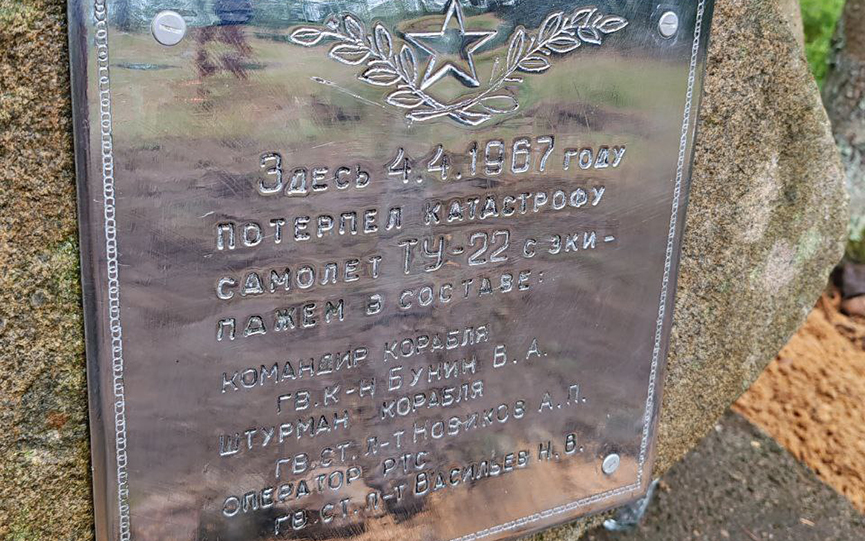 Здесь 4.4.1967 году
потерпел катастрофу
самолет ТУ-22 с эки-
пажем в составе:
командир корабля
гв. к-н Бунин В. А.
штурман корабля
гв. ст. л-т Новиков А. П.
оператор РТС
гв. ст. л-т Васильев Н. В.